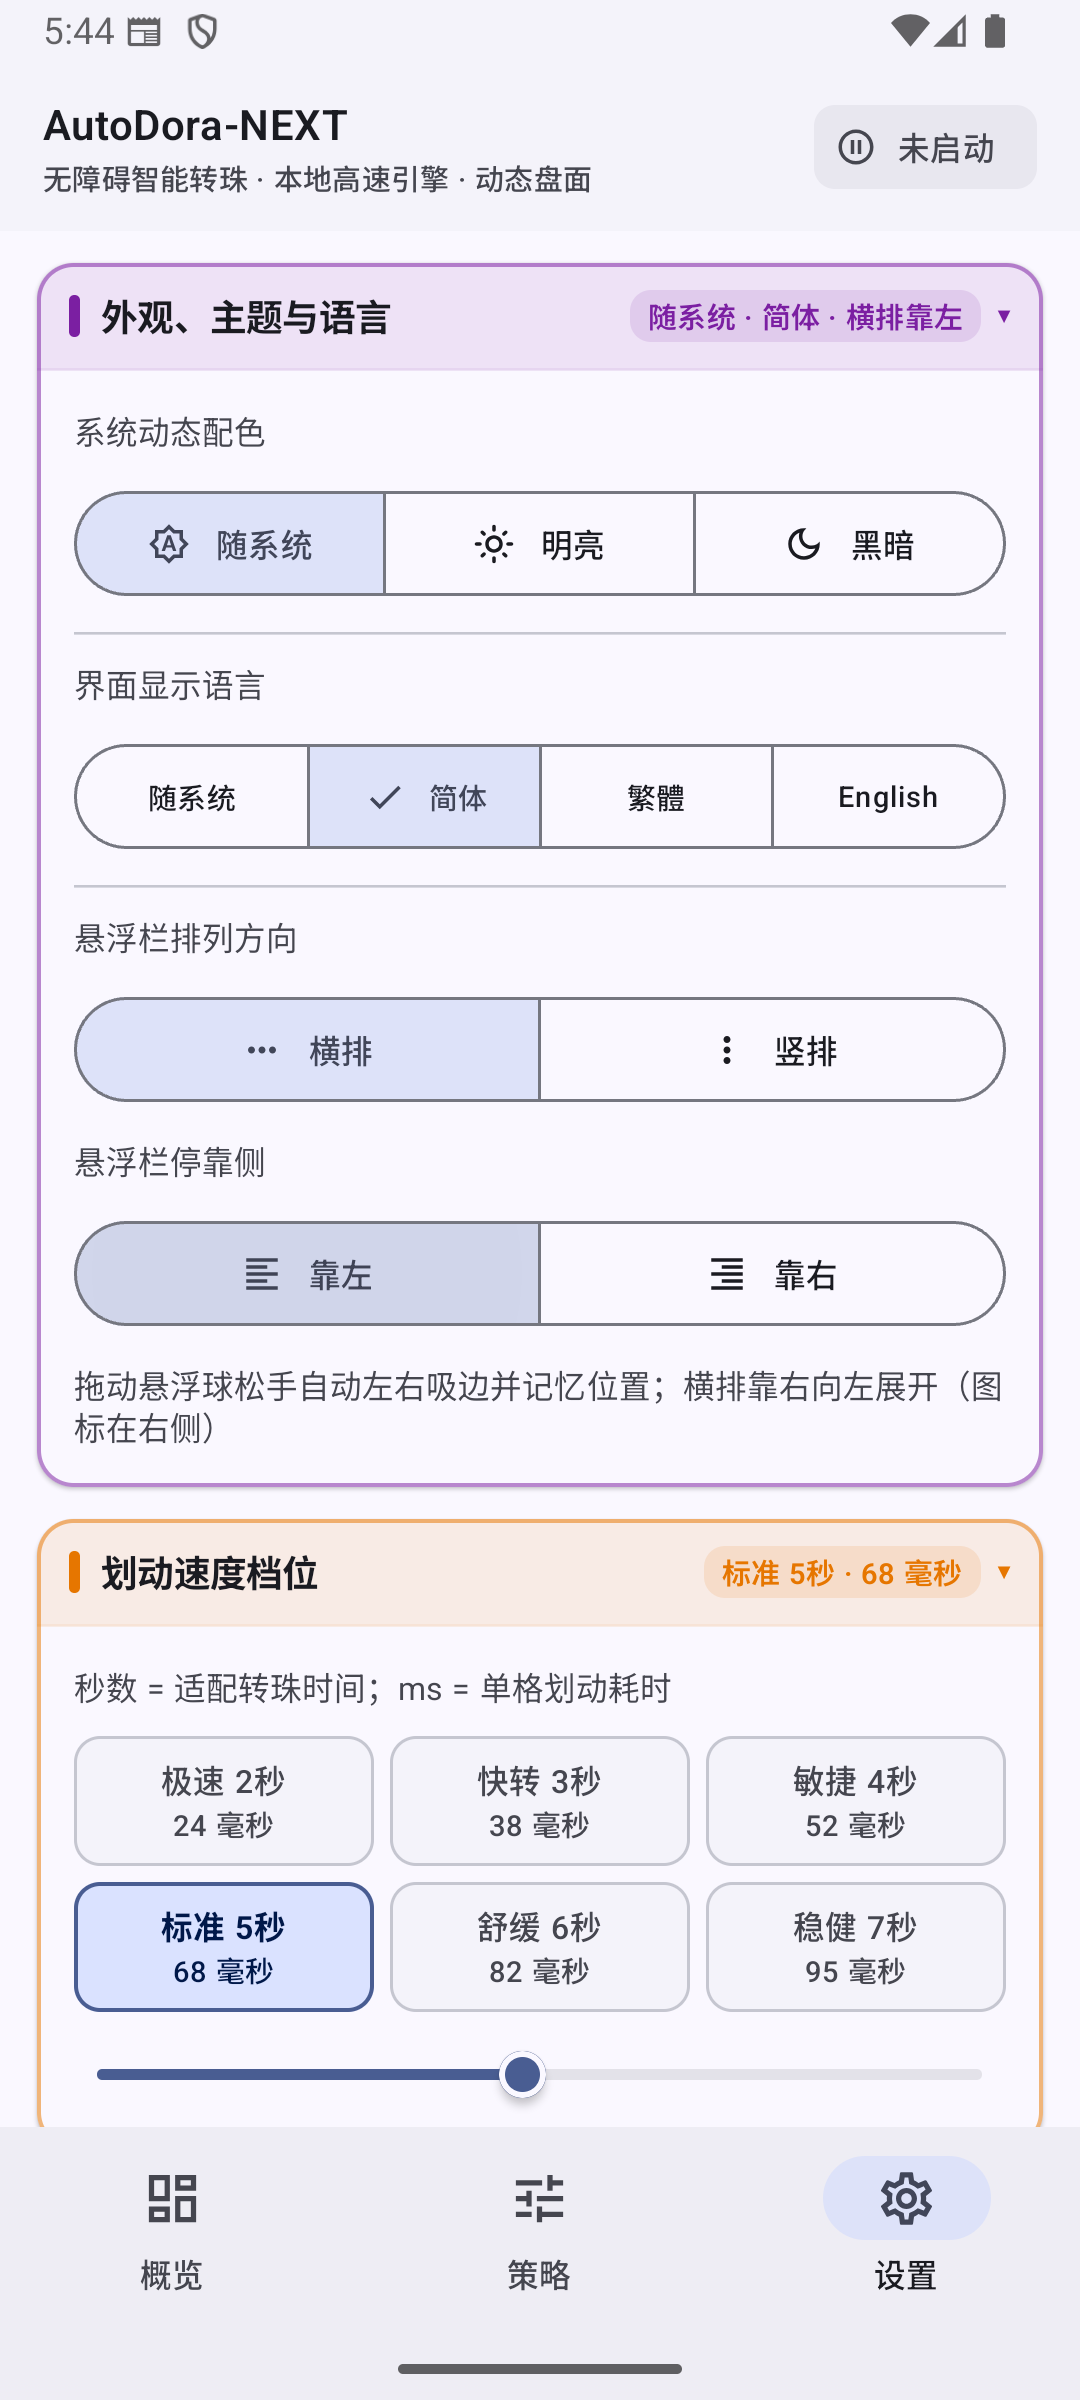 5:44
AutoDora-NEXT
无障碍智能转珠 · 本地高速引擎 · 动态盘面
未启动
外观、主题与语言
随系统 · 简体 · 横排靠左
系统动态配色
随系统
明亮
黑暗
界面显示语言
随系统
简体
繁體
English
悬浮栏排列方向
横排
竖排
悬浮栏停靠侧
靠左
靠右
拖动悬浮球松手自动左右吸边并记忆位置；横排靠右向左展开（图
标在右侧）
划动速度档位
标准 5秒 · 68 毫秒
秒数 = 适配转珠时间；ms = 单格划动耗时
极速 2秒
24 毫秒
快转 3秒
38 毫秒
敏捷 4秒
52 毫秒
标准 5秒
68 毫秒
舒缓 6秒
82 毫秒
稳健 7秒
95 毫秒
概览
策略
设置